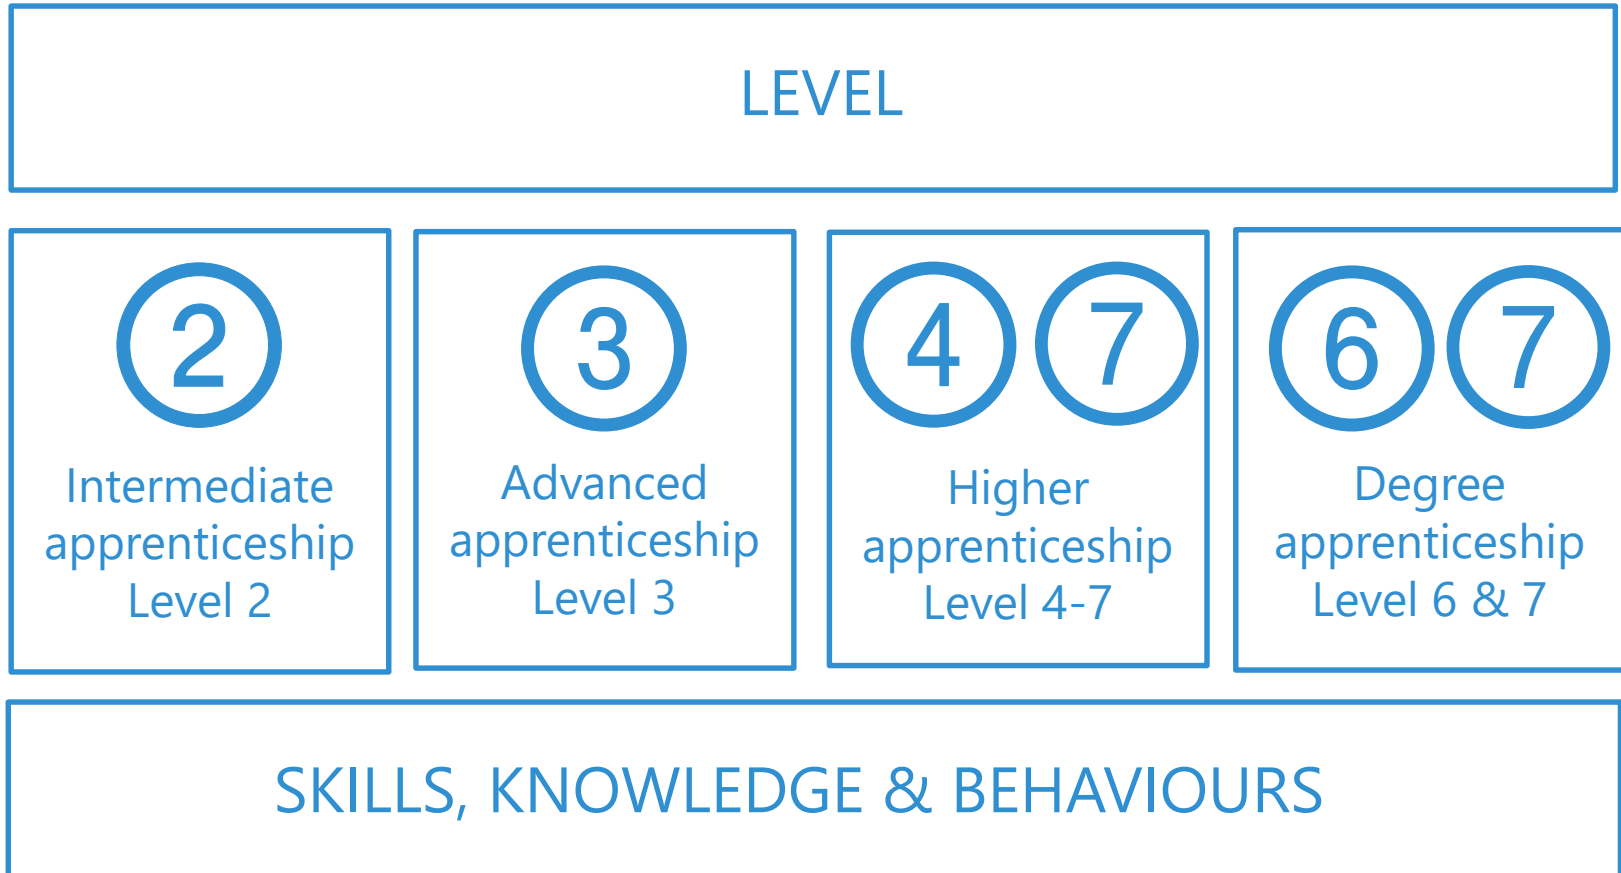 LEVEL
2
Intermediate
apprenticeship
Level 2
3
Advanced
apprenticeship
Level 3
4 7
Higher
apprenticeship
Level 4-7
6 7
Degree
apprenticeship
Level 6 & 7
SKILLS, KNOWLEDGE & BEHAVIOURS